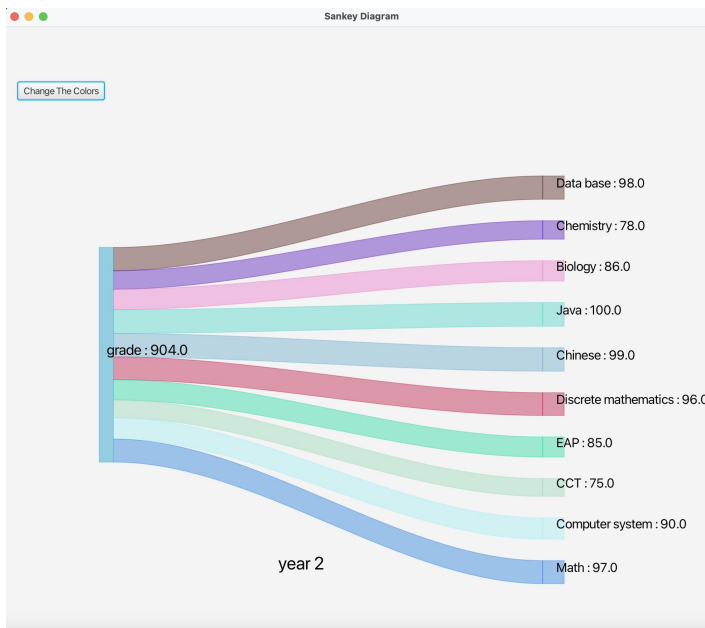 Sankey Diagram
Change The Colors
Data base : 98.0
Chemistry : 78.0
Biology : 86.0
Java : 100.0
Chinese : 99.0
grade : 904.0
Discrete mathematics : 96.0
EAP : 85.0
CCT : 75.0
Computer system : 90.0
Math : 97.0
year 2